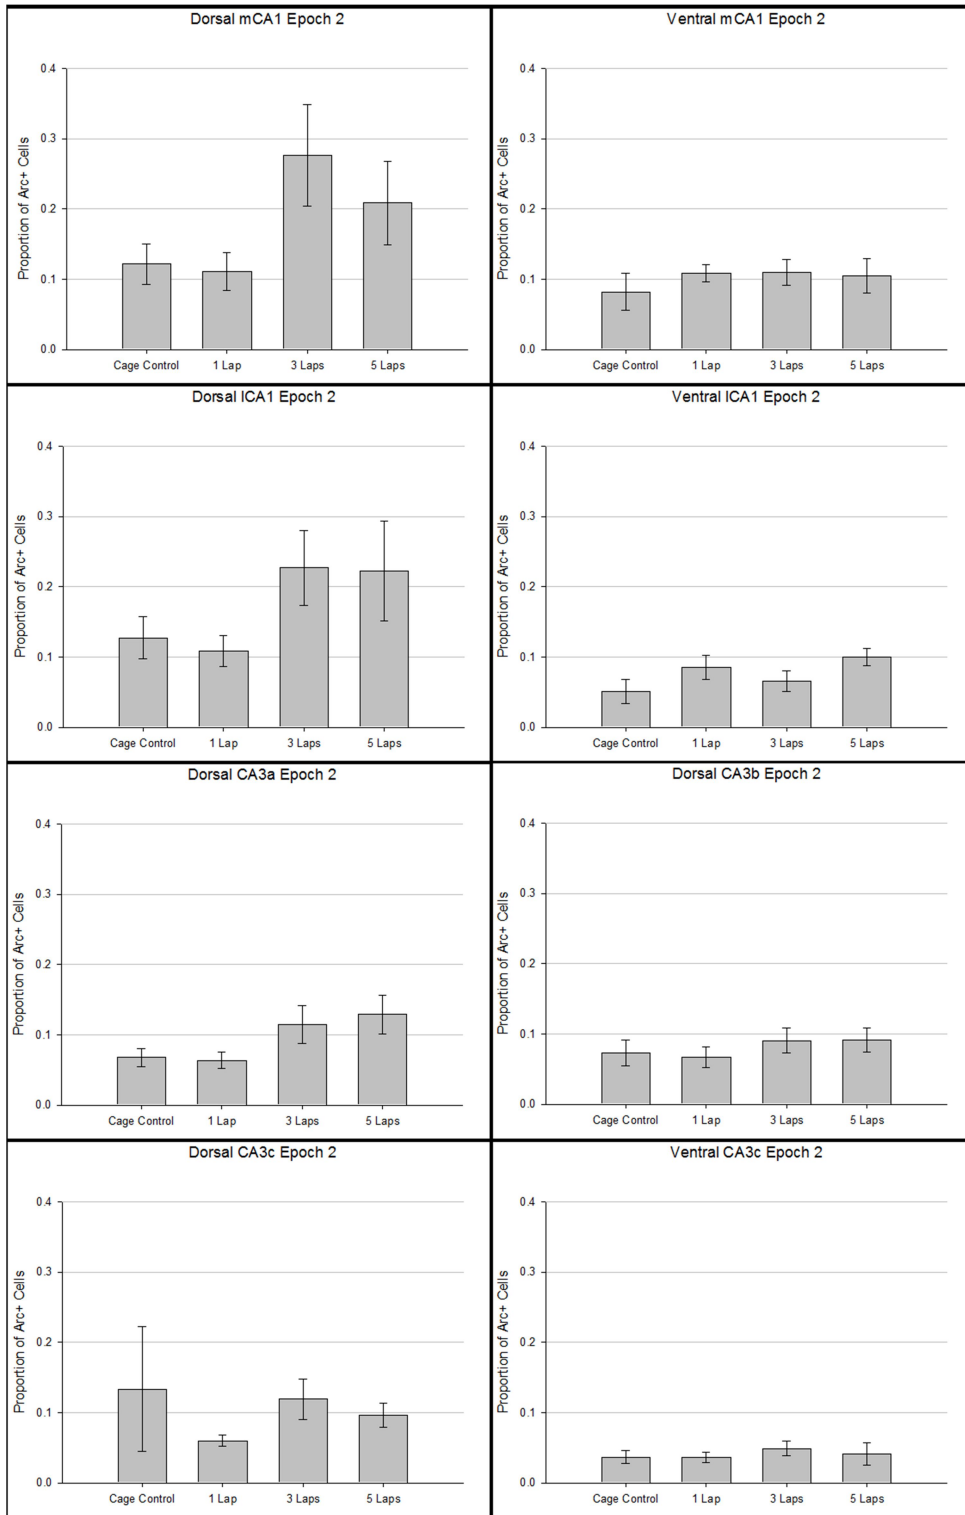 Dorsal mCA1 Epoch 2
Proportion of Arc+ Cells
0.4
0.3
0.2
0.1
0.0
Cage Control 1 Lap 3 Laps 5 Laps
Ventral mCA1 Epoch 2
Proportion of Arc+ Cells
0.4
0.3
0.2
0.1
0.0
Cage Control 1 Lap 3 Laps 5 Laps
Dorsal lCA1 Epoch 2
Proportion of Arc+ Cells
0.4
0.3
0.2
0.1
0.0
Cage Control 1 Lap 3 Laps 5 Laps
Ventral lCA1 Epoch 2
Proportion of Arc+ Cells
0.4
0.3
0.2
0.1
0.0
Cage Control 1 Lap 3 Laps 5 Laps
Dorsal CA3a Epoch 2
Proportion of Arc+ Cells
0.4
0.3
0.2
0.1
0.0
Cage Control 1 Lap 3 Laps 5 Laps
Dorsal CA3b Epoch 2
Proportion of Arc+ Cells
0.4
0.3
0.2
0.1
0.0
Cage Control 1 Lap 3 Laps 5 Laps
Dorsal CA3c Epoch 2
Proportion of Arc+ Cells
0.4
0.3
0.2
0.1
0.0
Cage Control 1 Lap 3 Laps 5 Laps
Ventral CA3c Epoch 2
Proportion of Arc+ Cells
0.4
0.3
0.2
0.1
0.0
Cage Control 1 Lap 3 Laps 5 Laps